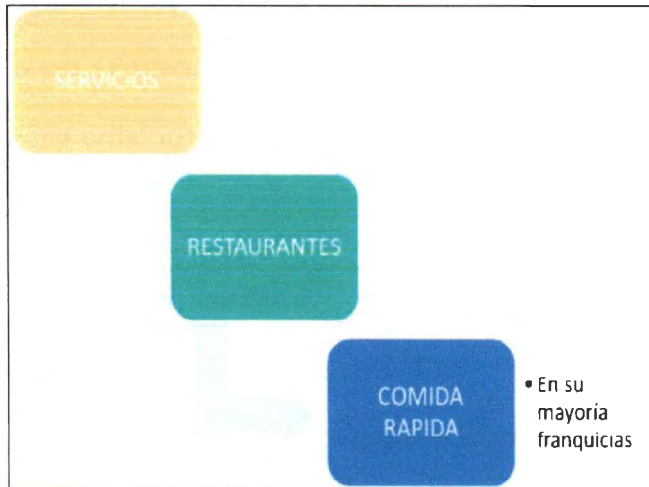 SERVICIOS
RESTAURANTES
COMIDA
RAPIDA
• En su
mayoría
franquicias